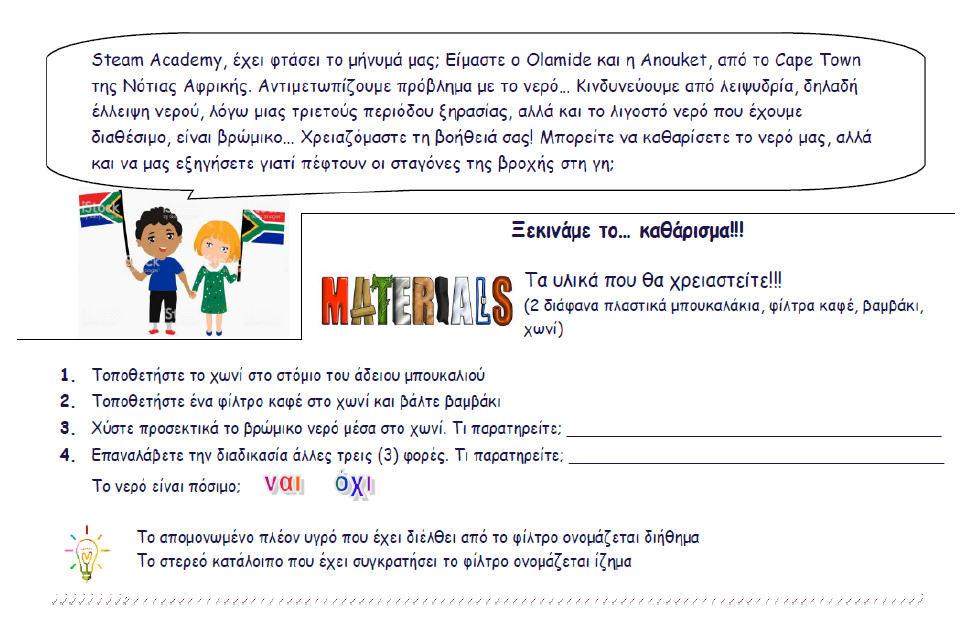 Steam Academy, έχει φτάσει το μήνυμά μας; Είμαστε ο Olamide και η Anouket, από το Cape Town
της Νότιας Αφρικής. Αντιμετωπίζουμε πρόβλημα με το νερό... Κινδυνεύουμε από λειψυδρία, δηλαδή
έλλειψη νερού, λόγω μιας τριετούς περιόδου ξηρασίας, αλλά και το λιγοστό νερό που έχουμε
διαθέσιμο, είναι βρώμικο... Χρειαζόμαστε τη βοήθειά σας! Μπορείτε να καθαρίσετε το νερό μας, αλλά
και να μας εξηγήσετε γιατί πέφτουν οι σταγόνες της βροχής στη γη;
Ξεκινάμε το... καθάρισμα!!!
MATERIALS
Τα υλικά που θα χρειαστείτε!!!
(2 διάφανα πλαστικά μπουκαλάκια, φίλτρα καφέ, βαμβάκι,
χωνί)
1. Τοποθετήστε το χωνί στο στόμιο του άδειου μπουκαλιού
2. Τοποθετήστε ένα φίλτρο καφέ στο χωνί και βάλτε βαμβάκι
3. Χύστε προσεκτικά το βρώμικο νερό μέσα στο χωνί. Τι παρατηρείτε;
4. Επαναλάβετε την διαδικασία άλλες τρεις (3) φορές. Τι παρατηρείτε;
Το νερό είναι πόσιμο; ναι όχι
Το απομονωμένο πλέον υγρό που έχει διέλθει από το φίλτρο ονομάζεται διήθημα
Το στερεό κατάλοιπο που έχει συγκρατήσει το φίλτρο ονομάζεται ίζημα